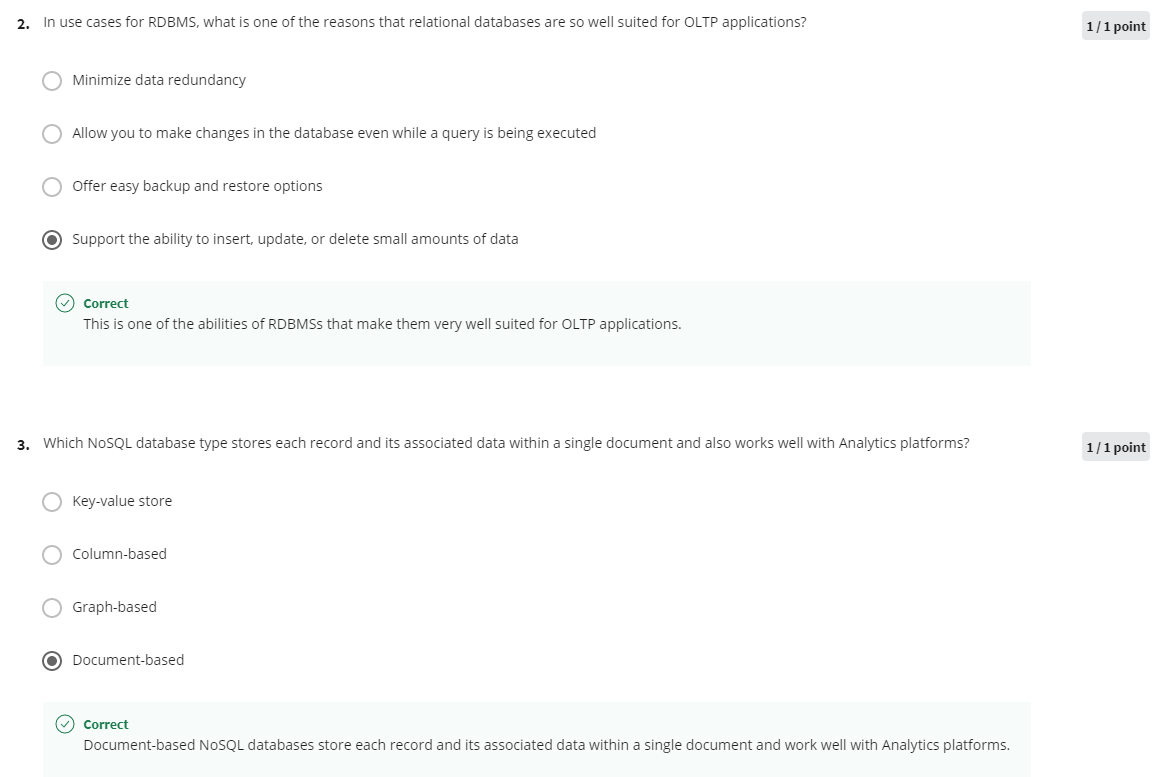 2. In use cases for RDBMS, what is one of the reasons that relational databases are so well suited for OLTP applications?
1 / 1 point
Minimize data redundancy
Allow you to make changes in the database even while a query is being executed
Offer easy backup and restore options
Support the ability to insert, update, or delete small amounts of data
Correct
This is one of the abilities of RDBMSs that make them very well suited for OLTP applications.
3. Which NoSQL database type stores each record and its associated data within a single document and also works well with Analytics platforms?
1 / 1 point
Key-value store
Column-based
Graph-based
Document-based
Correct
Document-based NoSQL databases store each record and its associated data within a single document and work well with Analytics platforms.